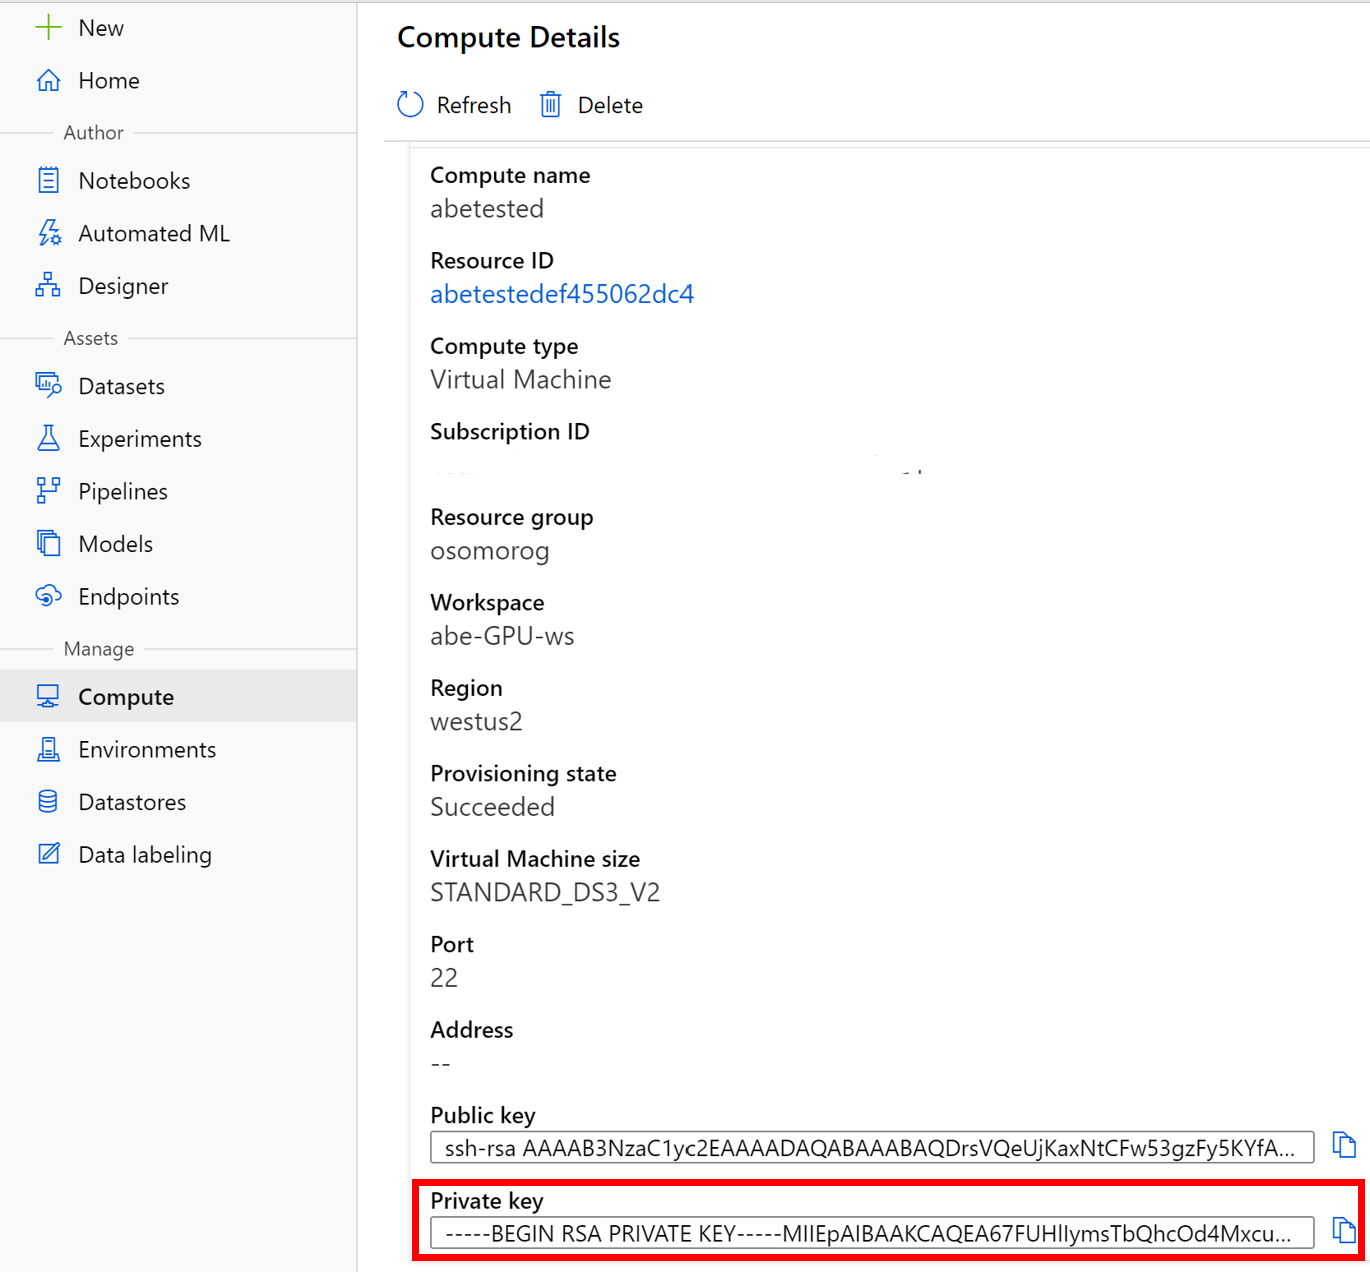 New
Home
Author
Notebooks
Automated ML
Designer
Assets
Datasets
Experiments
Pipelines
Models
Endpoints
Manage
Compute
Environments
Datastores
Data labeling
Compute Details
Refresh Delete
Compute name
abetested
Resource ID
abetestedef455062dc4
Compute type
Virtual Machine
Subscription ID
Resource group
osomorog
Workspace
abe-GPU-ws
Region
westus2
Provisioning state
Succeeded
Virtual Machine size
STANDARD_DS3_V2
Port
22
Address
--
Public key
ssh-rsa AAAAB3NzaC1yc2EAAAADAQABAAABAQDrsVQeUjKaxNtCFw53gzFy5KYfA...
Private key
-----BEGIN RSA PRIVATE KEY-----MIIEpAIBAAKCAQEA67FUHlIymsTbQhcOd4Mxcu...